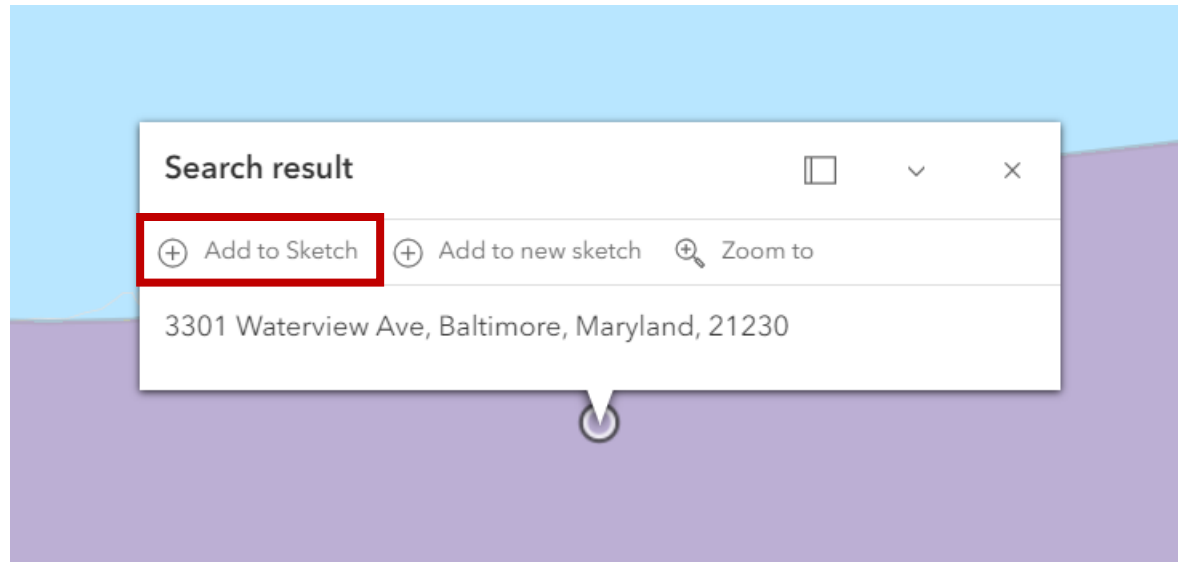 Search result
Add to Sketch Add to new sketch Zoom to
3301 Waterview Ave, Baltimore, Maryland, 21230